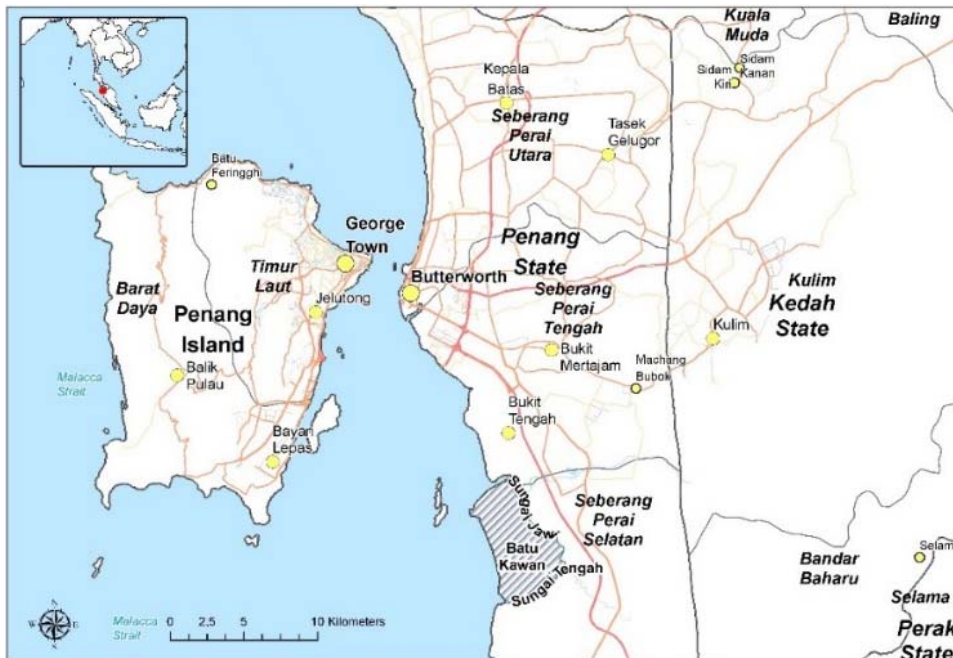 Kuala
Muda
Baling
Sidam
Kanan
Sidam
Kiri
Kepala
Batas
Seberang
Perai
Utara
Tasek
Gelugor
Batu
Feringghi
George
Town
Penang
State
Butterworth
Barat
Daya
Timur
Laut
Jelutong
Seberang
Perai
Tengah
Kulim
Kedah
State
Penang
Island
Kulim
Bukit
Mertajam
Machang
Bubok
Balik
Pulau
Malacca
Strait
Bukit
Tengah
Bayan
Lepas
Sungai Jawi
Seberang
Perai
Selatan
Batu
Kawan
Sungai Tengah
Bandar
Baharu
Selam
Selama
Perak
State
Malacca
Strait
0 2.5 5 10 Kilometers
N
E
S
W